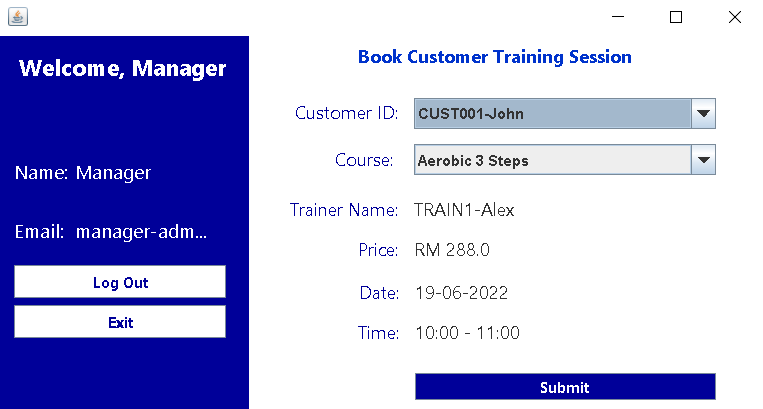 Welcome, Manager
Name: Manager
Email: manager-adm...
Log Out
Exit
Book Customer Training Session
Customer ID: CUST001-John
Course: Aerobic 3 Steps
Trainer Name: TRAIN1-Alex
Price: RM 288.0
Date: 19-06-2022
Time: 10:00 - 11:00
Submit